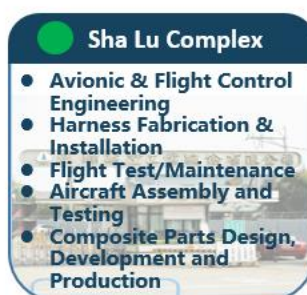 Sha Lu Complex
• Avionic & Flight Control
Engineering
• Harness Fabrication &
Installation
• Flight Test/Maintenance
• Aircraft Assembly and
Testing
• Composite Parts Design,
Development and
Production